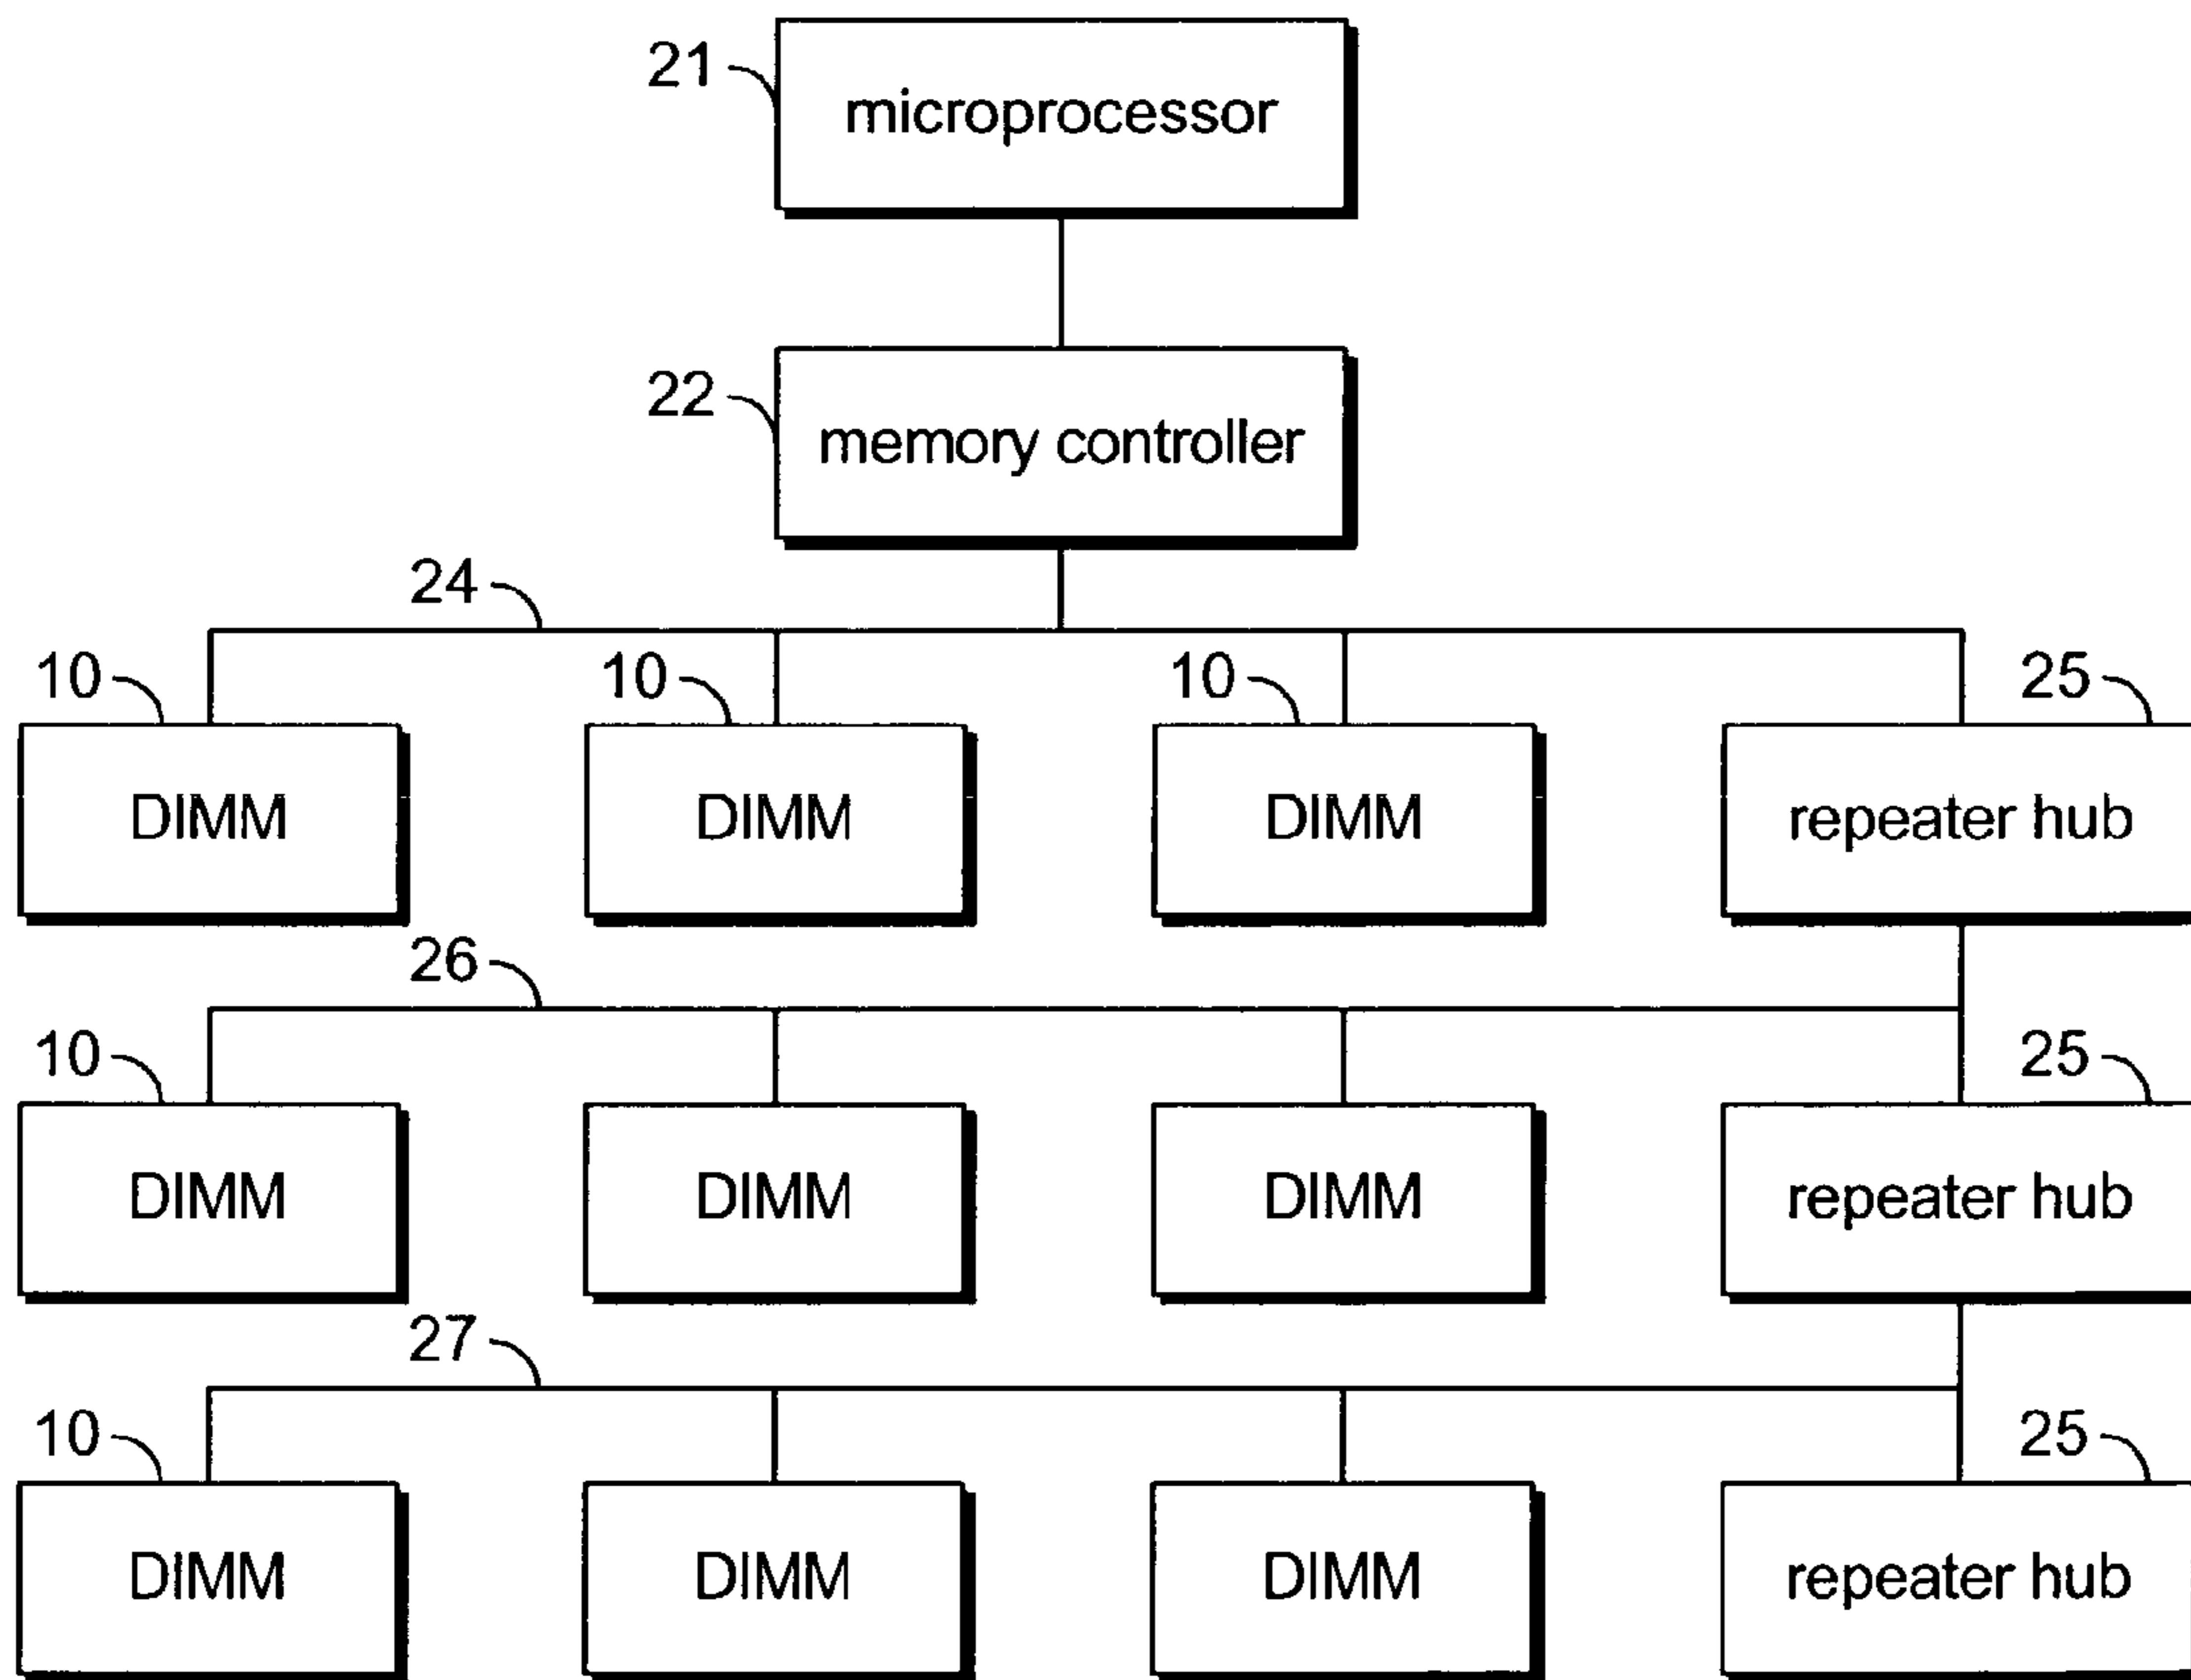 21
microprocessor
22
memory controller
24
10 10 10 25
DIMM DIMM DIMM repeater hub
26
10 25
DIMM DIMM DIMM repeater hub
27
10 25
DIMM DIMM DIMM repeater hub